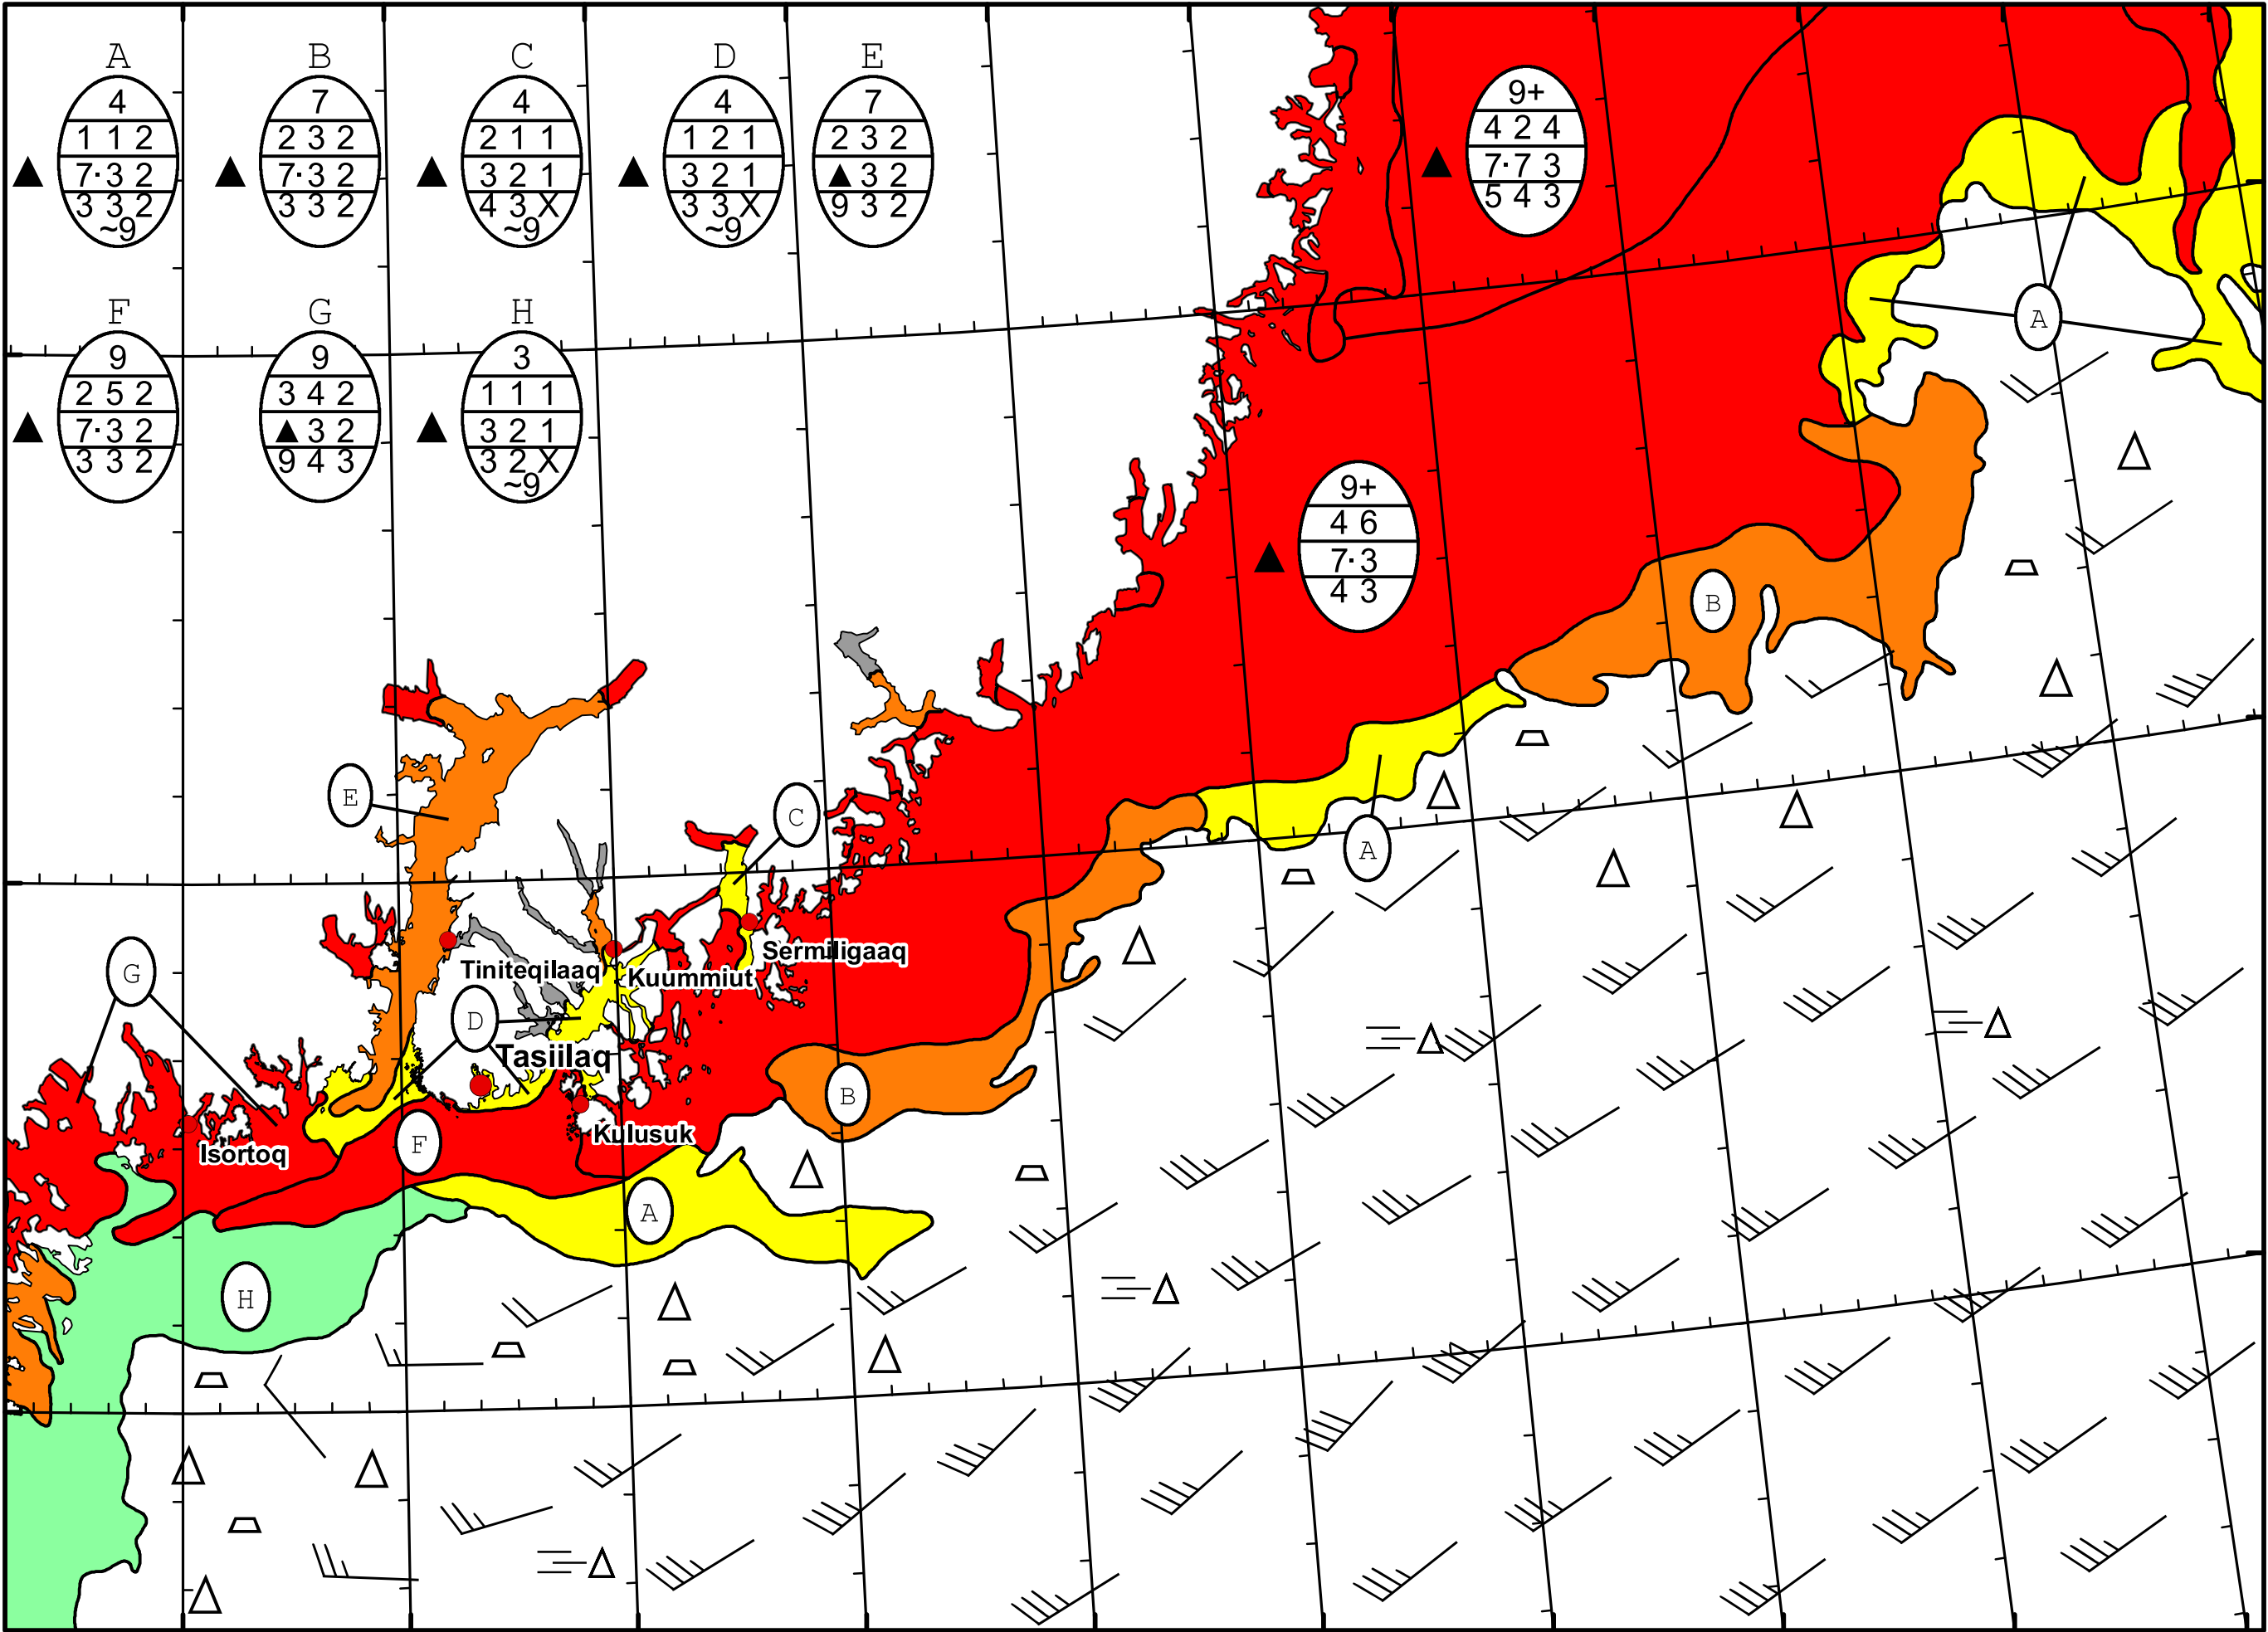 A B C D E
4 7 4 4 7 9+
1 1 2 2 3 2 2 1 1 1 2 1 2 3 2 4 2 4
7·3 2 7·3 2 3 2 1 3 2 1 ▲3 2 7·7 3
3 3 2 3 3 2 4 3 X 3 3 X 9 3 2 5 4 3
~9 ~9 ~9
F G H
9 9 3
2 5 2 3 4 2 1 1 1
7·3 2 ▲3 2 3 2 1
3 3 2 9 4 3 3 2 X
~9
A
9+
4 6
7·3
4 3
B
E
C
A
Sermiligaaq
G
Tiniteqilaaq
Kuummiut
D
Tasiilaq
B
Kulusuk
F
Isortoq
A
H